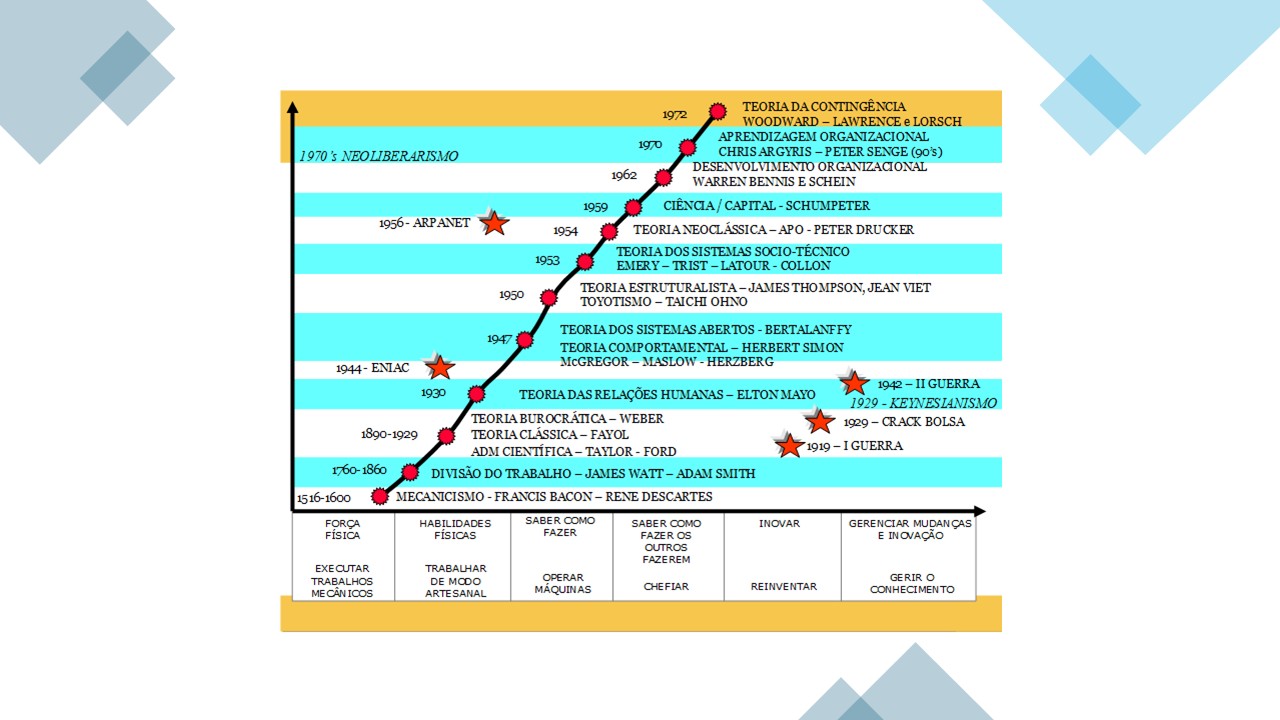 1972
TEORIA DA CONTINGÊNCIA
WOODWARD – LAWRENCE e LORSCH
1970
APRENDIZAGEM ORGANIZACIONAL
CHRIS ARGYRIS – PETER SENGE (90's)
1970's NEOLIBERARISMO
1962
DESENVOLVIMENTO ORGANIZACIONAL
WARREN BENNIS E SCHEIN
1959
CIÊNCIA / CAPITAL - SCHUMPETER
1956 - ARPANET
1954
TEORIA NEOCLÁSSICA – APO - PETER DRUCKER
1953
TEORIA DOS SISTEMAS SOCIO-TÉCNICO
EMERY – TRIST – LATOUR - COLLON
1950
TEORIA ESTRUTURALISTA – JAMES THOMPSON, JEAN VIET
TOYOTISMO – TAICHI OHNO
1947
TEORIA DOS SISTEMAS ABERTOS - BERTALANFFY
TEORIA COMPORTAMENTAL – HERBERT SIMON
McGREGOR – MASLOW - HERZBERG
1944 - ENIAC
1942 – II GUERRA
1930
TEORIA DAS RELAÇÕES HUMANAS – ELTON MAYO
1929 - KEYNESIANISMO
1890-1929
TEORIA BUROCRÁTICA – WEBER
TEORIA CLÁSSICA – FAYOL
ADM CIENTÍFICA – TAYLOR - FORD
1929 – CRACK BOLSA
1919 – I GUERRA
1760-1860
DIVISÃO DO TRABALHO – JAMES WATT – ADAM SMITH
1516-1600
MECANICISMO - FRANCIS BACON – RENE DESCARTES
FORÇA
FÍSICA
EXECUTAR
TRABALHOS
MECÂNICOS
HABILIDADES
FÍSICAS
TRABALHAR
DE MODO
ARTESANAL
SABER COMO
FAZER
OPERAR
MÁQUINAS
SABER COMO
FAZER OS
OUTROS
FAZEREM
CHEFIAR
INOVAR
REINVENTAR
GERENCIAR MUDANÇAS
E INOVAÇÃO
GERIR O
CONHECIMENTO